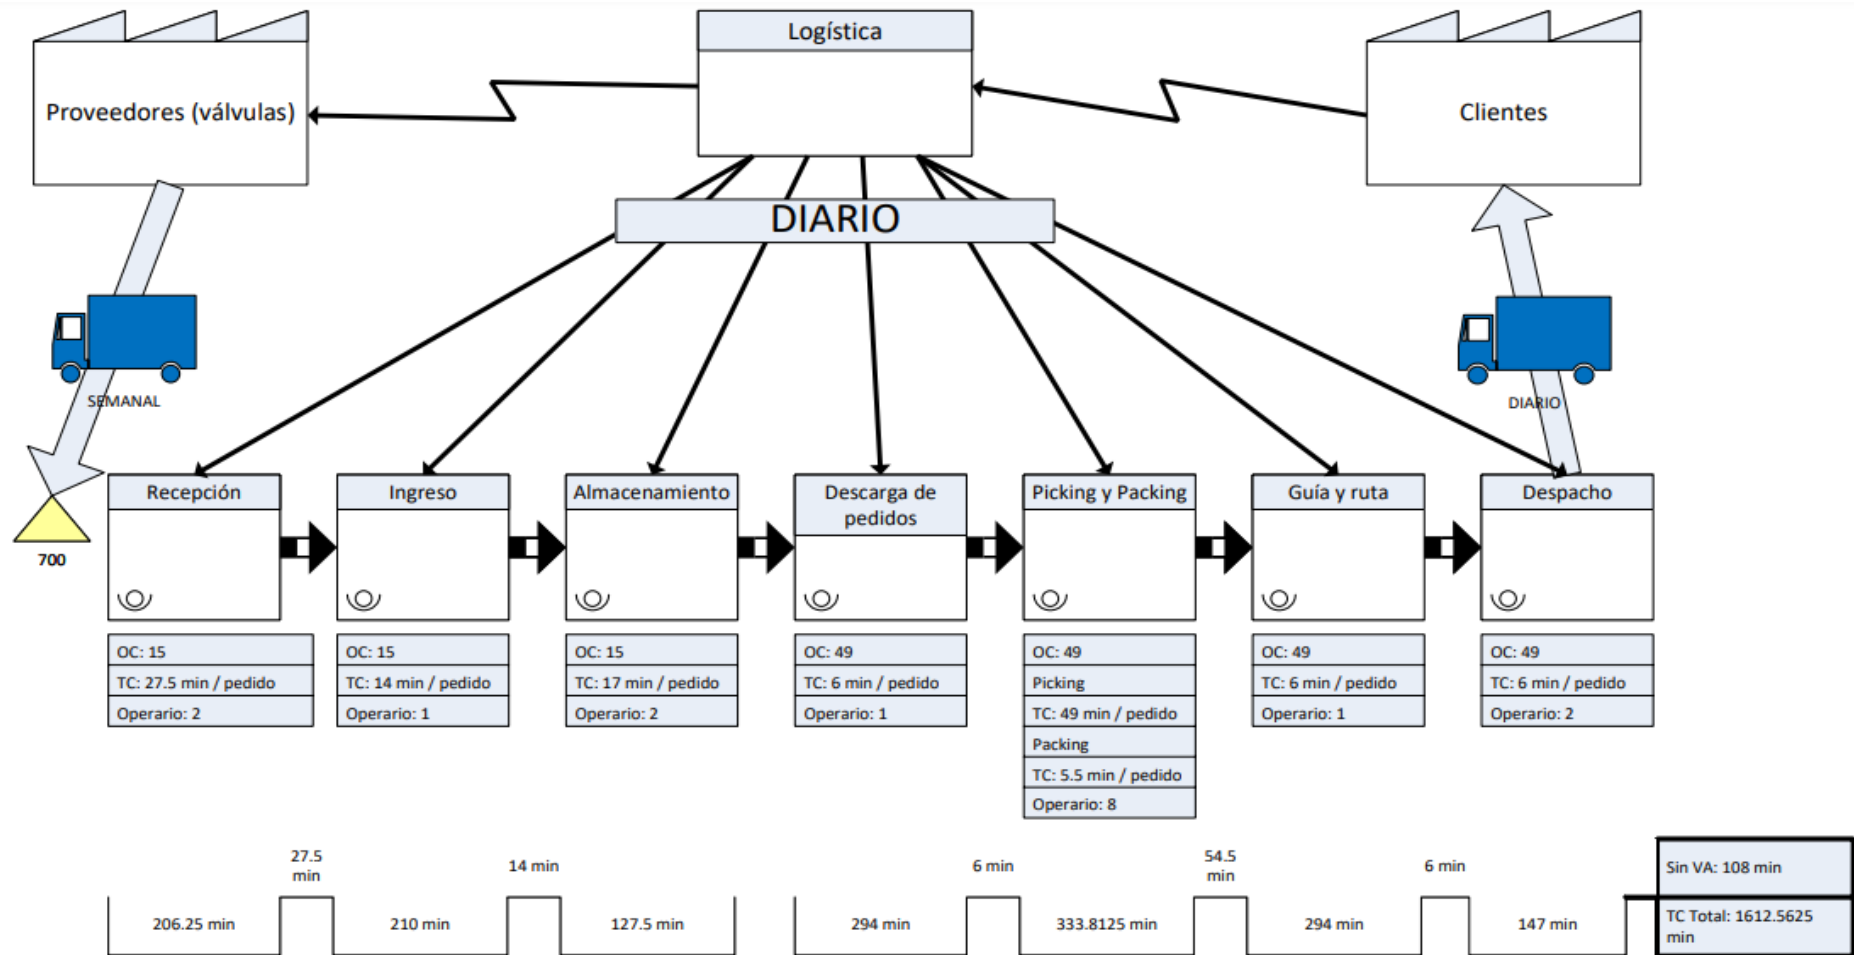 Logística
Proveedores (válvulas)
Clientes
DIARIO
SEMANAL
DIARIO
700
Recepción
OC: 15
TC: 27.5 min / pedido
Operario: 2
Ingreso
OC: 15
TC: 14 min / pedido
Operario: 1
Almacenamiento
OC: 15
TC: 17 min / pedido
Operario: 2
Descarga de
pedidos
OC: 49
TC: 6 min / pedido
Operario: 1
Picking y Packing
OC: 49
Picking
TC: 49 min / pedido
Packing
TC: 5.5 min / pedido
Operario: 8
Guía y ruta
OC: 49
TC: 6 min / pedido
Operario: 1
Despacho
OC: 49
TC: 6 min / pedido
Operario: 2
206.25 min
27.5
min
210 min
14 min
127.5 min
294 min
6 min
333.8125 min
54.5
min
294 min
6 min
147 min
Sin VA: 108 min
TC Total: 1612.5625
min